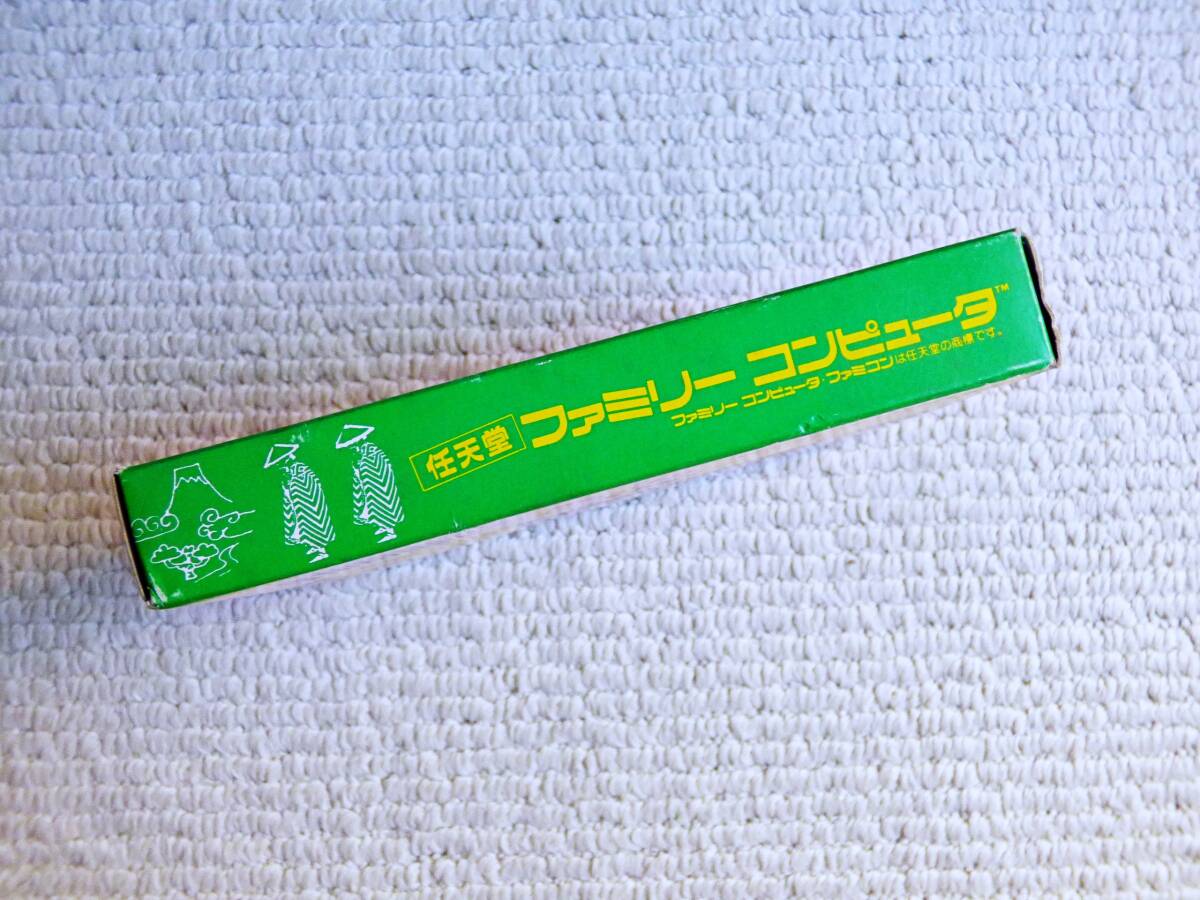 任天堂 ファミリー コンピュータ™
ファミリー コンピュータ・ファミコンは任天堂の商標です。